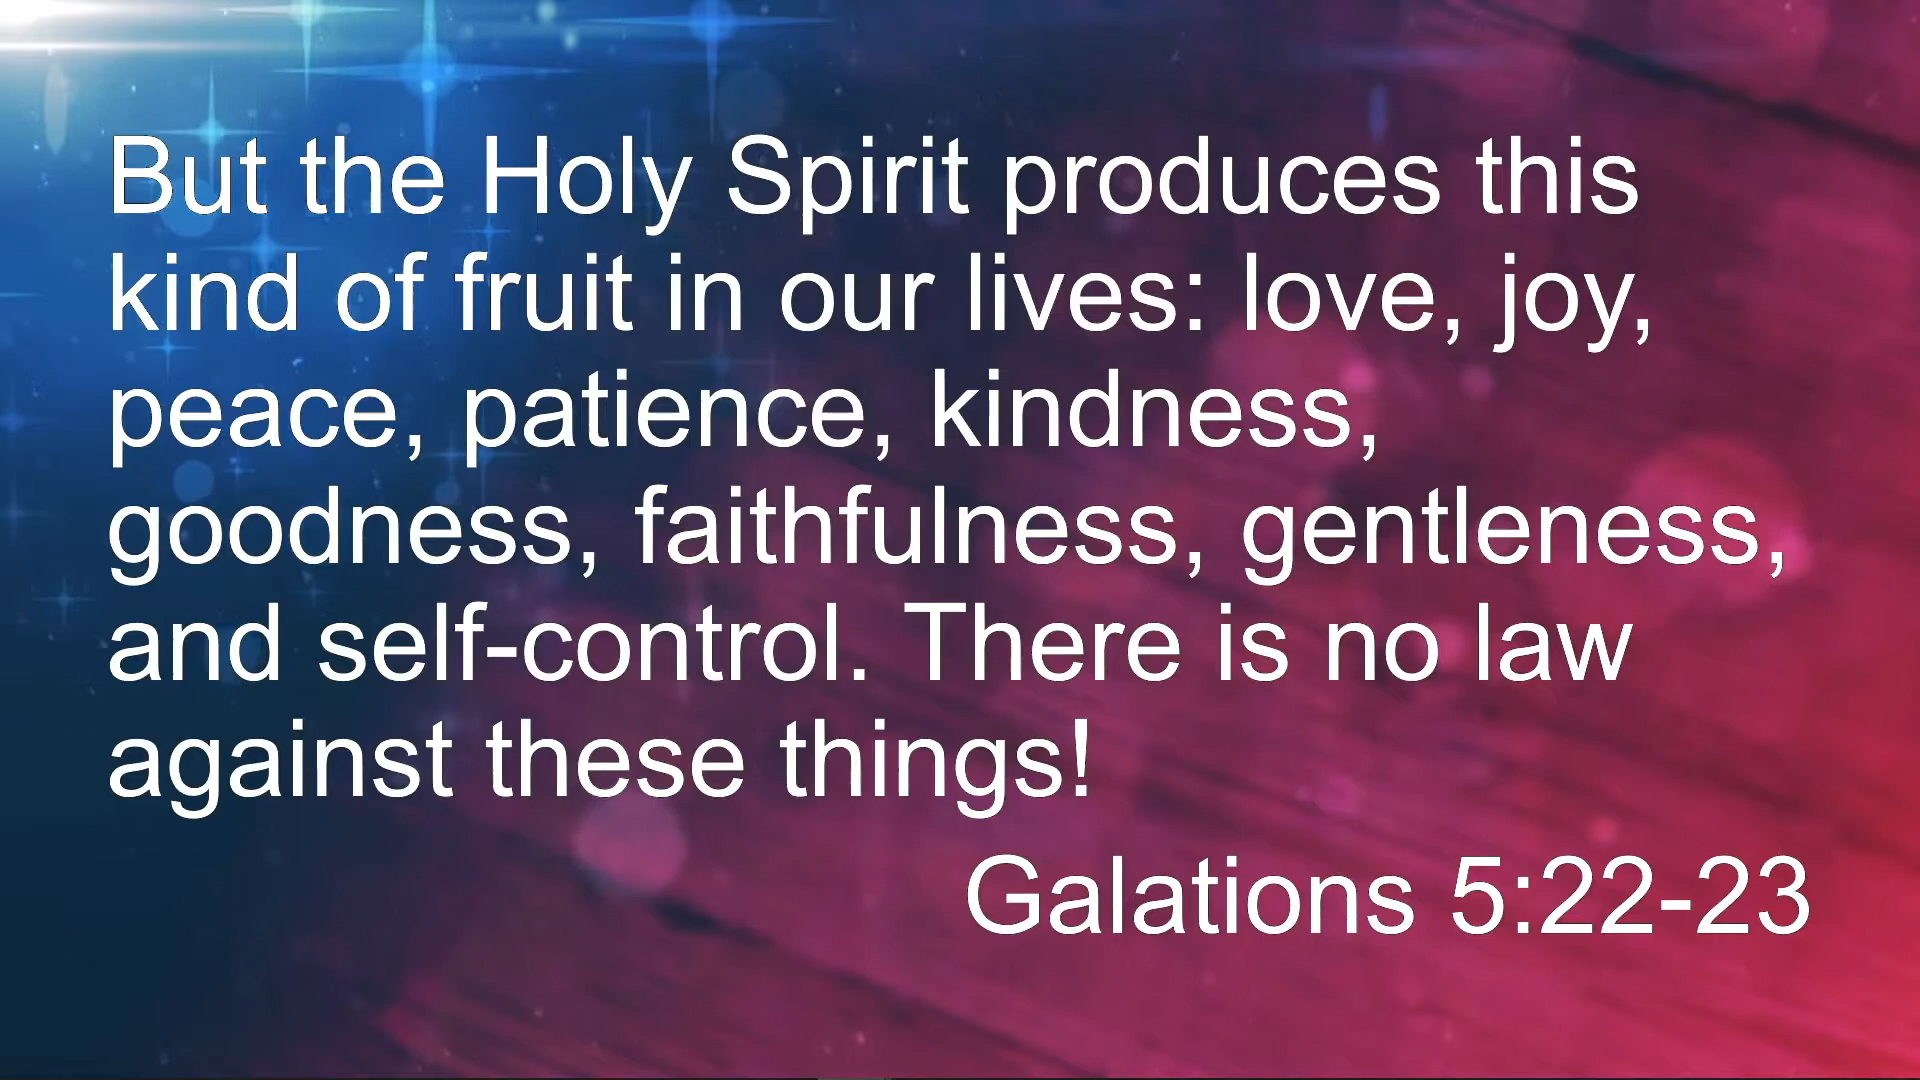 But the Holy Spirit produces this
kind of fruit in our lives: love, joy,
peace, patience, kindness,
goodness, faithfulness, gentleness,
and self-control. There is no law
against these things!
Galations 5:22-23